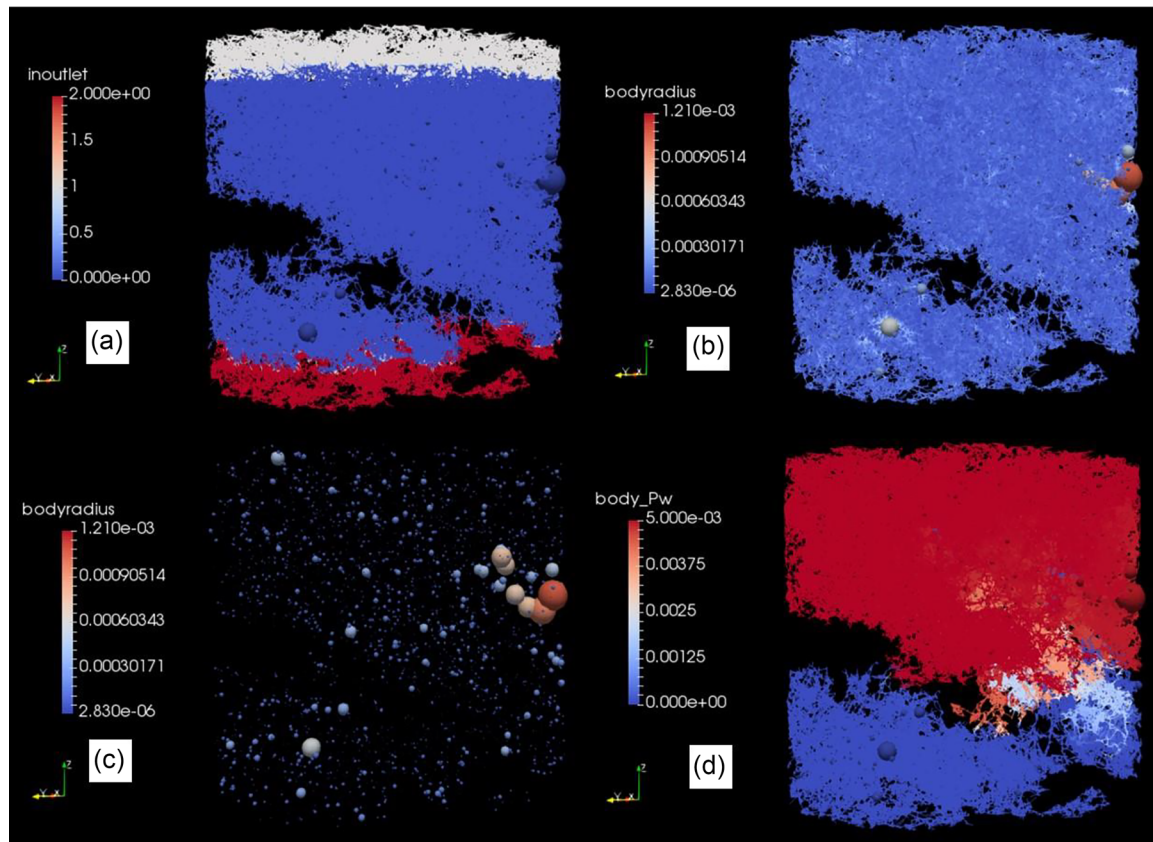 inoutlet
2.000e+00
1.5
1
0.5
0.000e+00
(a)
Z
Y
X
bodyradius
1.210e-03
0.00090514
0.00060343
0.00030171
2.830e-06
(b)
Z
Y
X
bodyradius
1.210e-03
0.00090514
0.00060343
0.00030171
2.830e-06
(c)
Z
Y
X
body_Pw
5.000e-03
0.00375
0.0025
0.00125
0.000e+00
(d)
Z
Y
X